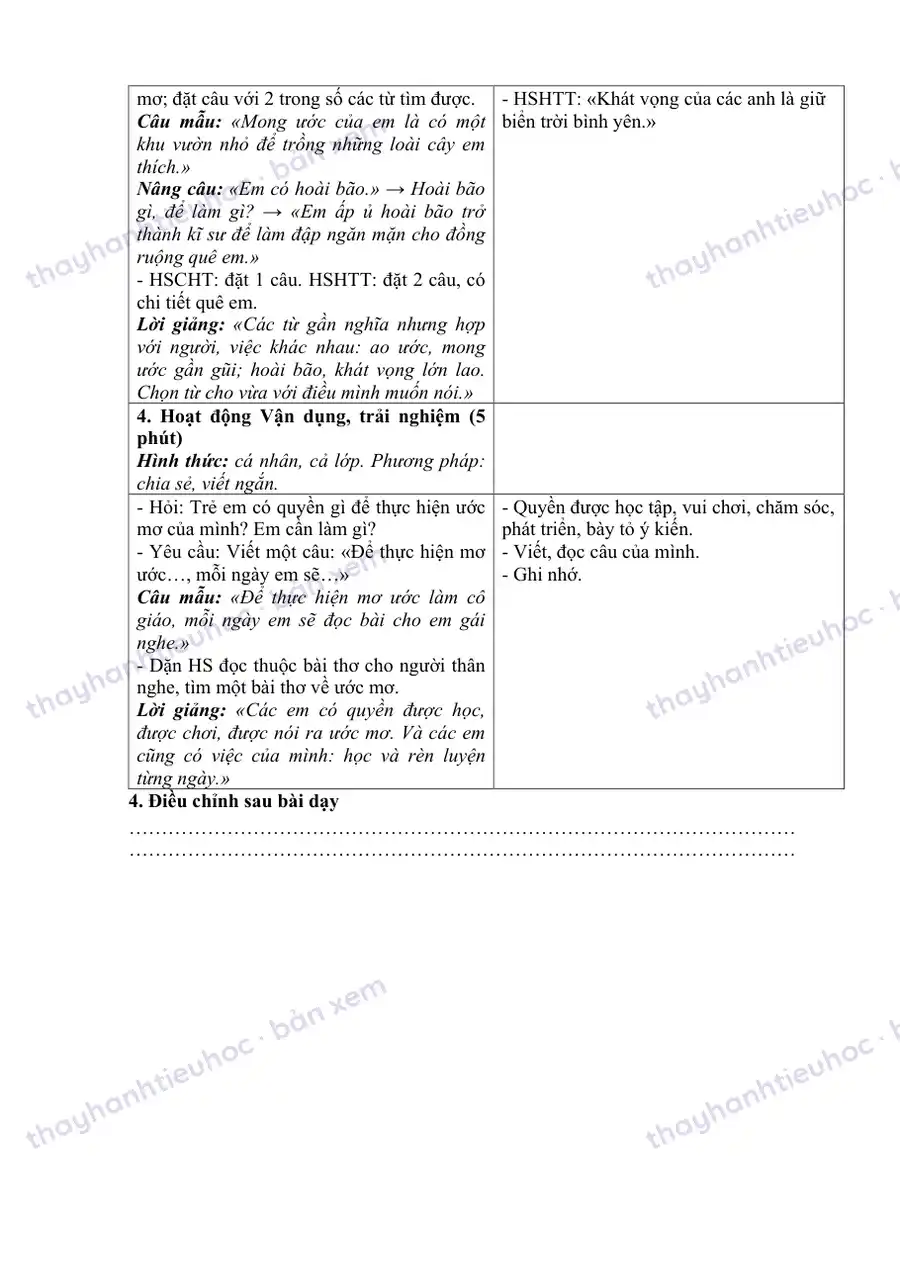 mơ; đặt câu với 2 trong số các từ tìm được.
Câu mẫu: «Mong ước của em là có một
khu vườn nhỏ để trồng những loài cây em
thích.»
Nâng câu: «Em có hoài bão.» → Hoài bão
gì, để làm gì? → «Em ấp ủ hoài bão trở
thành kĩ sư để làm đập ngăn mặn cho đồng
ruộng quê em.»
- HSCHT: đặt 1 câu. HSHTT: đặt 2 câu, có
chi tiết quê em.
Lời giảng: «Các từ gần nghĩa nhưng hợp
với người, việc khác nhau: ao ước, mong
ước gần gũi; hoài bão, khát vọng lớn lao.
Chọn từ cho vừa với điều mình muốn nói.»
- HSHTT: «Khát vọng của các anh là giữ
biển trời bình yên.»
4. Hoạt động Vận dụng, trải nghiệm (5
phút)
Hình thức: cá nhân, cả lớp. Phương pháp:
chia sẻ, viết ngắn.
- Hỏi: Trẻ em có quyền gì để thực hiện ước
mơ của mình? Em cần làm gì?
- Yêu cầu: Viết một câu: «Để thực hiện mơ
ước…, mỗi ngày em sẽ…»
Câu mẫu: «Để thực hiện mơ ước làm cô
giáo, mỗi ngày em sẽ đọc bài cho em gái
nghe.»
- Dặn HS đọc thuộc bài thơ cho người thân
nghe, tìm một bài thơ về ước mơ.
Lời giảng: «Các em có quyền được học,
được chơi, được nói ra ước mơ. Và các em
cũng có việc của mình: học và rèn luyện
từng ngày.»
- Quyền được học tập, vui chơi, chăm sóc,
phát triển, bày tỏ ý kiến.
- Viết, đọc câu của mình.
- Ghi nhớ.
4. Điều chỉnh sau bài dạy
…………………………………………………………………………………………
…………………………………………………………………………………………
thayhanhtieuhoc · bản xem
thayhanhtieuhoc · b
thayhanhtieuhoc · bản xem
thayhanhtieuhoc · b
thayhanhtieuhoc · bản xem
thayhanhtieuhoc · b